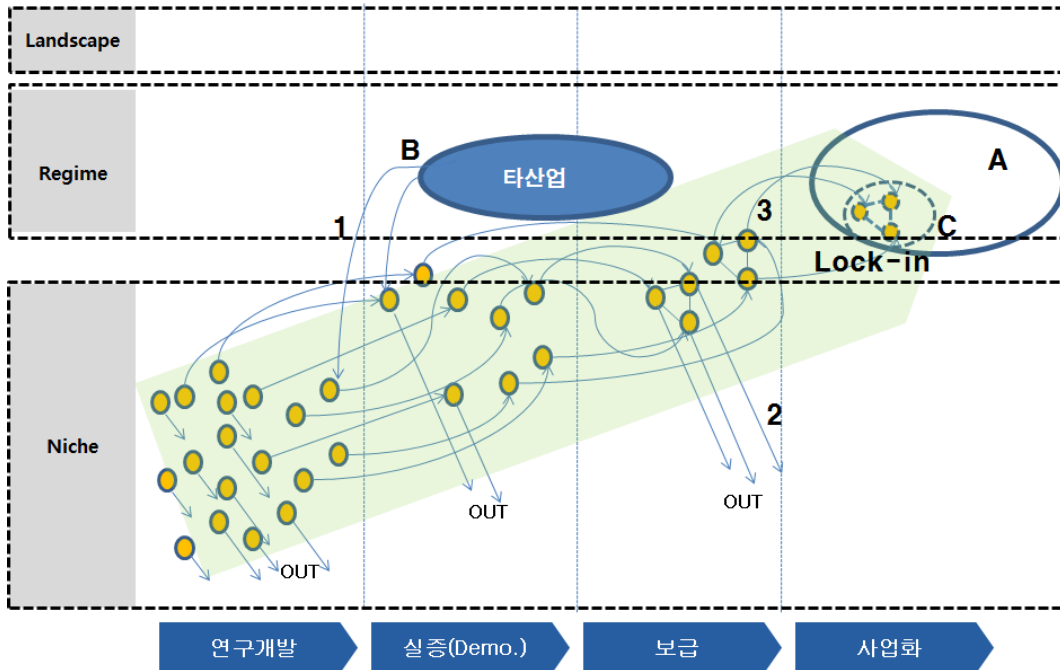 Landscape
Regime
B
타산업
A
1
3
C
Lock-in
Niche
2
OUT
OUT
OUT
연구개발
실증(Demo.)
보급
사업화